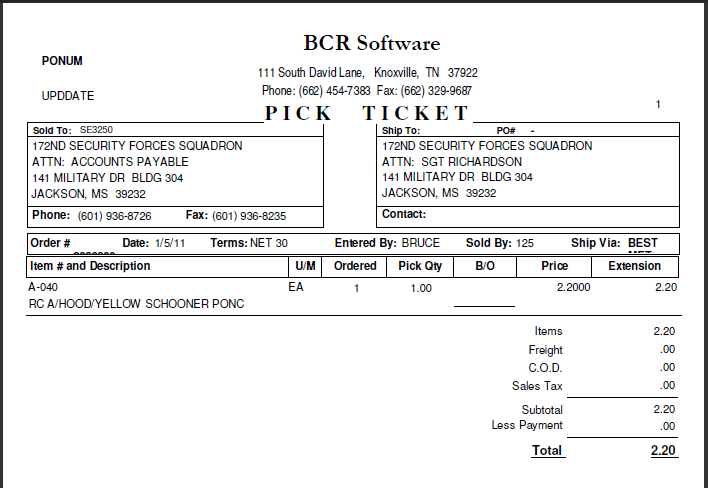 BCR Software
PONUM
111 South David Lane, Knoxville, TN 37922
UPDDATE
Phone: (662) 454-7383 Fax: (662) 329-9687
1
PICK TICKET
Sold To: SE3250
172ND SECURITY FORCES SQUADRON
ATTN: ACCOUNTS PAYABLE
141 MILITARY DR BLDG 304
JACKSON, MS 39232
Phone: (601) 936-8726 Fax: (601) 936-8235
Ship To: PO# -
172ND SECURITY FORCES SQUADRON
ATTN: SGT RICHARDSON
141 MILITARY DR BLDG 304
JACKSON, MS 39232
Contact:
Order # Date: 1/5/11 Terms: NET 30 Entered By: BRUCE Sold By: 125 Ship Via: BEST
Item # and Description U/M Ordered Pick Qty B/O Price Extension
A-040 EA 1 1.00 2.2000 2.20
RC A/HOOD/YELLOW SCHOONER PONC
Items 2.20
Freight .00
C.O.D. .00
Sales Tax .00
Subtotal 2.20
Less Payment .00
Total 2.20